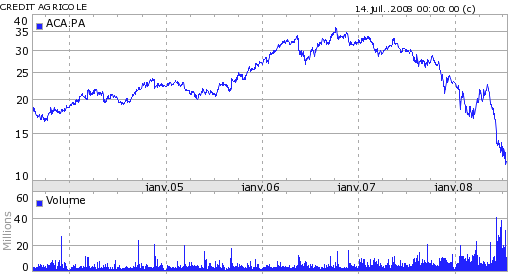 CREDIT AGRICOLE 14.juil..2008 00:00:00 (c)
ACA:PA
40
35
30
25
20
15
10
janv.05 janv.06 janv.07 janv.08
Volume
60
40
20
0
Millions